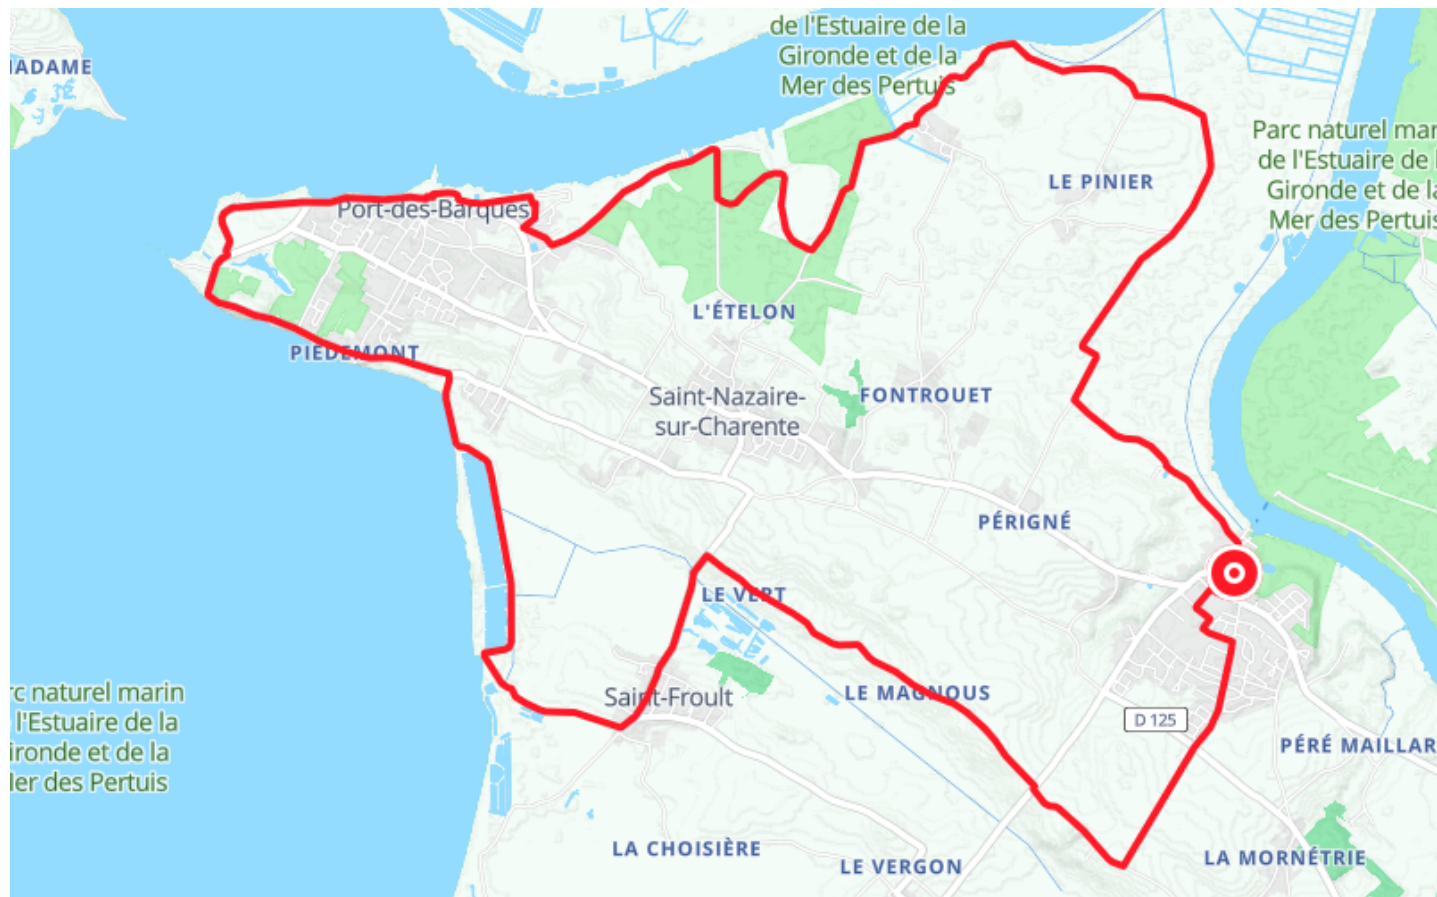 de l'Estuaire de la
Gironde et de la
Mer des Pertuis
Parc naturel mar
de l'Estuaire de
Gironde et de la
Mer des Pertuis
LE PINIER
Port-des-Barques
L'ÉTELON
PIEDEMONT
Saint-Nazaire-
sur-Charente
FONTROUET
PÉRIGNÉ
LE VERT
Saint-Froult
LE MAGNOUS
D 125
rc naturel marin
l'Estuaire de la
ironde et de la
Mer des Pertuis
PÉRÉ MAILLAR
LA CHOISIÈRE
LE VERGON
LA MORNÉTRIE